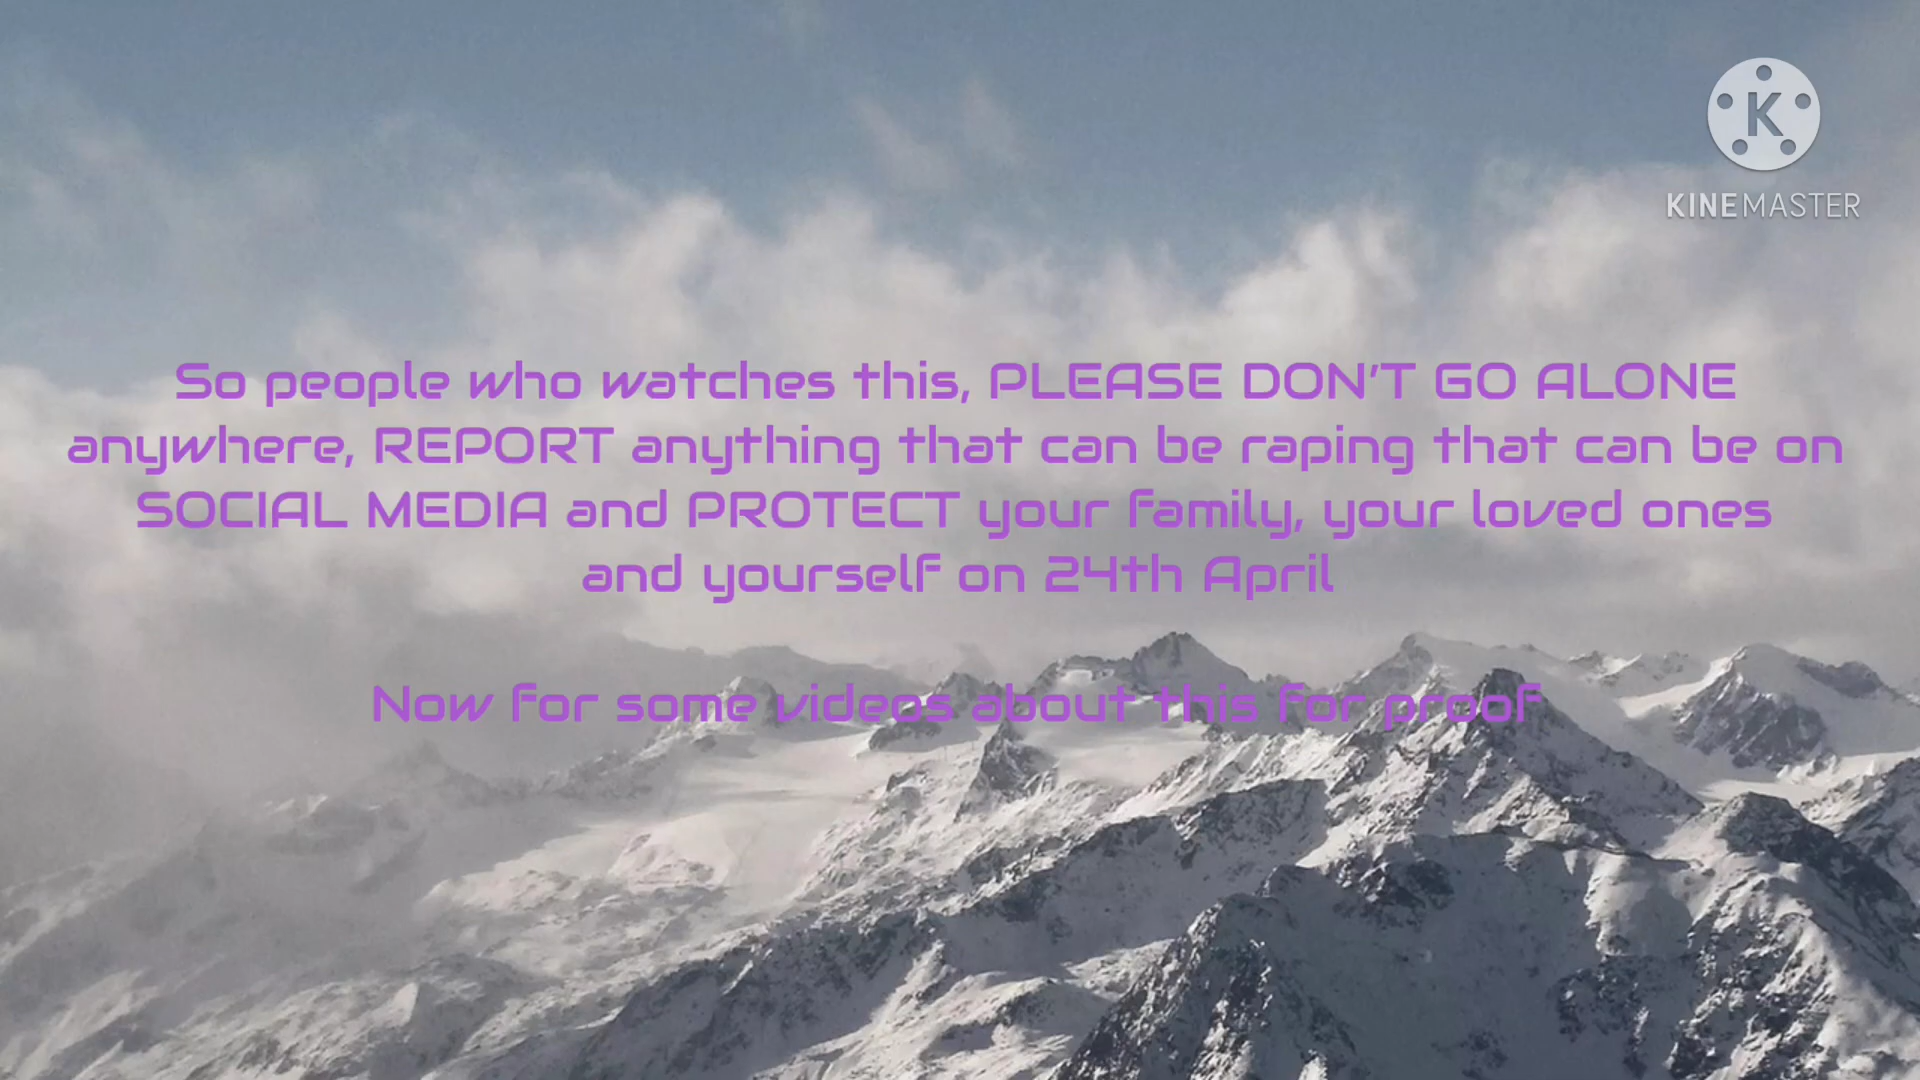 K
KINEMASTER
So people who watches this, PLEASE DON'T GO ALONE
anywhere, REPORT anything that can be raping that can be on
SOCIAL MEDIA and PROTECT your family, your loved ones
and yourself on 24th April
Now for some videos about this for proof